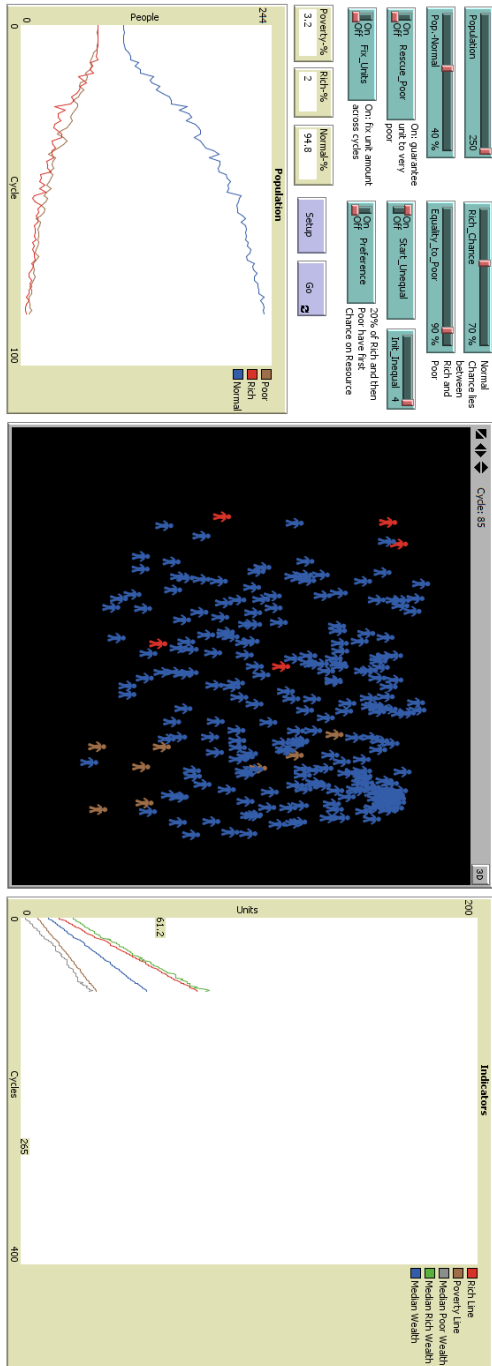 Population 250
Rich_Chance 70 %
Normal
Chance lies
between
Rich and
Poor
Pop.-Normal 40 %
Equality_to_Poor 90 %
On
Off
Rescue_Poor
On: guarantee
unit to very
poor
On
Off
Start_Unequal
Init_Inequal 4
On
Off
Fix_Units
On: fix unit amount
across cycles
On
Off
Preference
20% of Rich and then
Poor have first
Chance on Resource
Poverty-%
3.2
Rich-%
2
Normal-%
94.8
Setup
Go
Population
244
People
0
0
Cycle
100
Poor
Rich
Normal
Cycle: 85
3D
Indicators
200
Units
61.2
0
0
Cycles
265
400
Rich Line
Poverty Line
Median Poor Wealth
Median Rich Wealth
Median Wealth